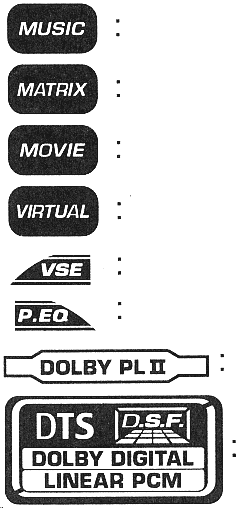 MUSIC :
MATRIX :
MOVIE :
VIRTUAL :
VSE :
P.EQ :
DOLBY PL II :
DTS D.S.F. :
DOLBY DIGITAL
LINEAR PCM